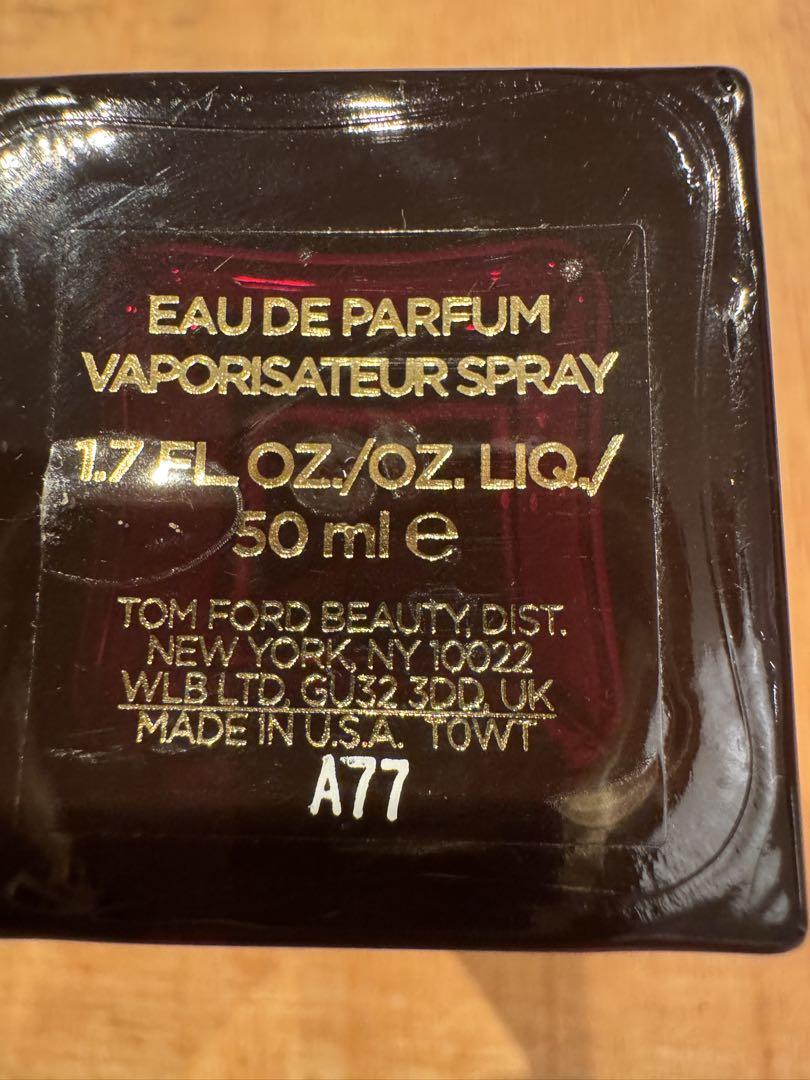 EAU DE PARFUM
VAPORISATEUR SPRAY
1.7 FL OZ./OZ. LIQ./
50 ml ℮
TOM FORD BEAUTY, DIST.
NEW YORK, NY 10022
WLB LTD, GU32 3DD, UK
MADE IN U.S.A. T0WT
A77